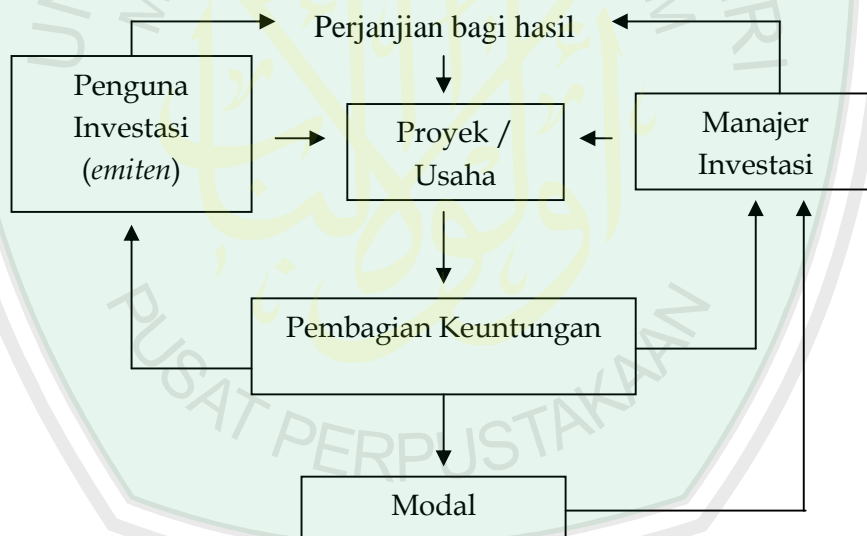 Perjanjian bagi hasil
Penguna
Investasi
(emiten)
Proyek /
Usaha
Manajer
Investasi
Pembagian Keuntungan
Modal
PUSAT PERPUSTAKAAN